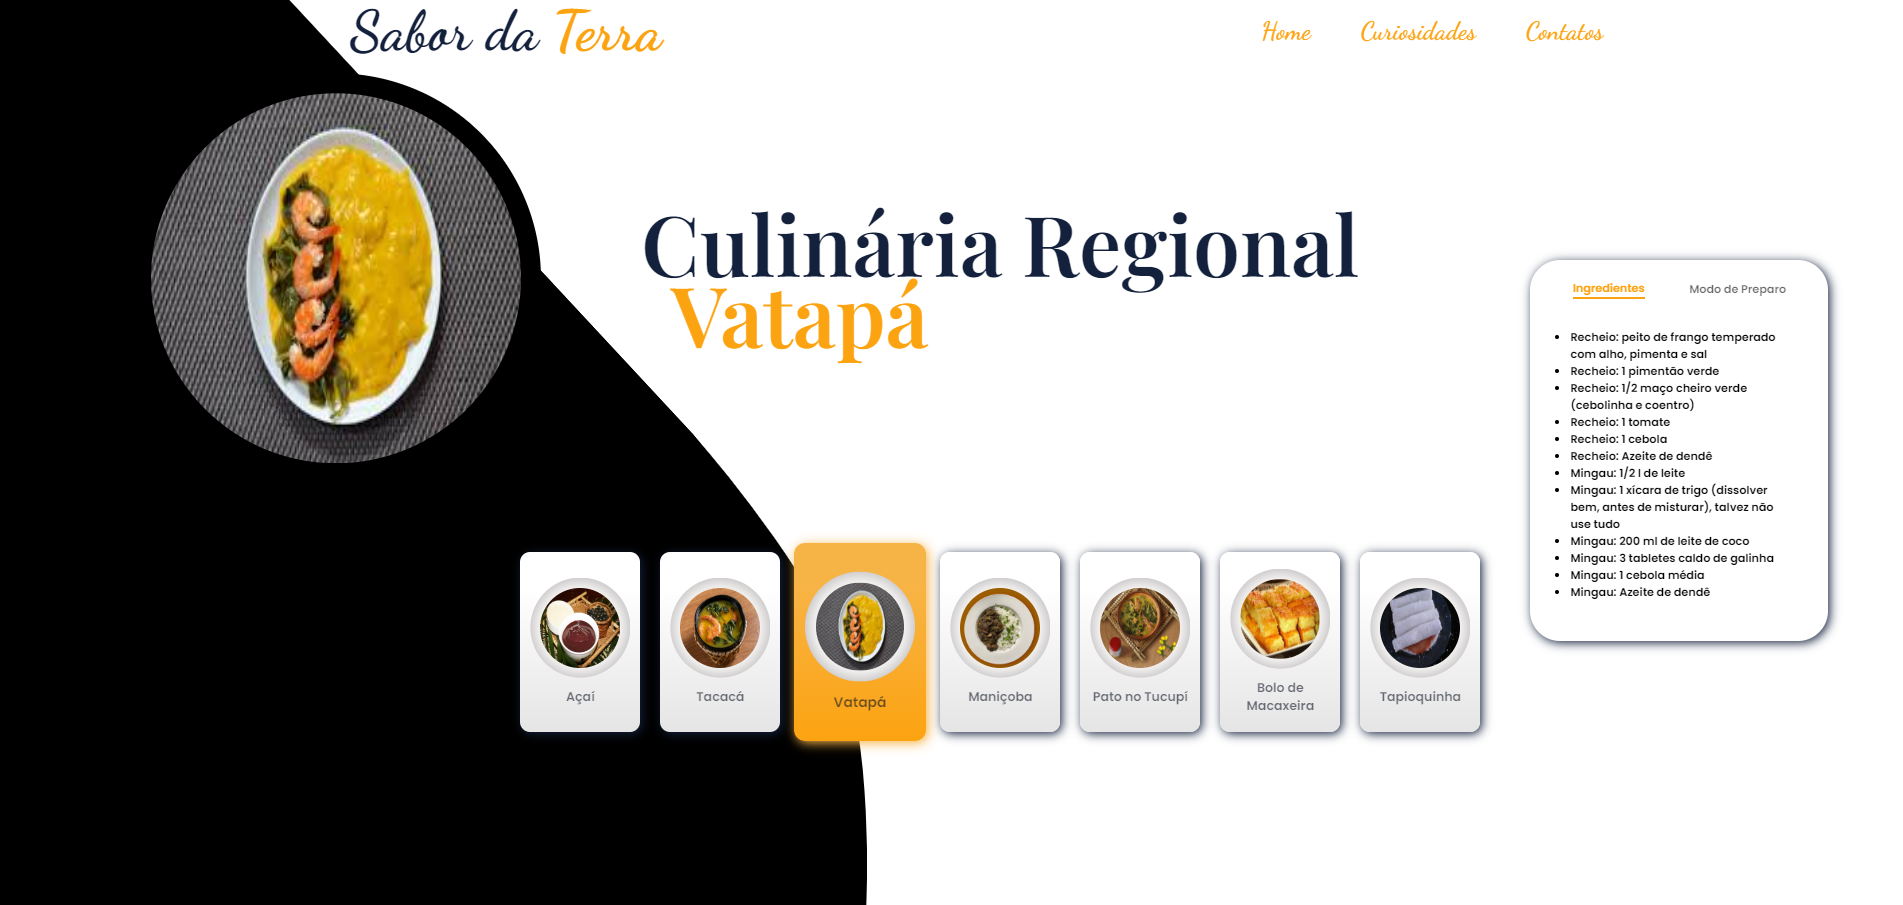 Sabor da Terra
Home Curiosidades Contatos
Culinária Regional
Vatapá
Ingredientes Modo de Preparo
Recheio: peito de frango temperado
com alho, pimenta e sal
Recheio: 1 pimentão verde
Recheio: 1/2 maço cheiro verde
(cebolinha e coentro)
Recheio: 1 tomate
Recheio: 1 cebola
Recheio: Azeite de dendê
Mingau: 1/2 l de leite
Mingau: 1 xícara de trigo (dissolver
bem, antes de misturar), talvez não
use tudo
Mingau: 200 ml de leite de coco
Mingau: 3 tabletes caldo de galinha
Mingau: 1 cebola média
Mingau: Azeite de dendê
Açaí
Tacacá
Vatapá
Maniçoba
Pato no Tucupí
Bolo de
Macaxeira
Tapioquinha